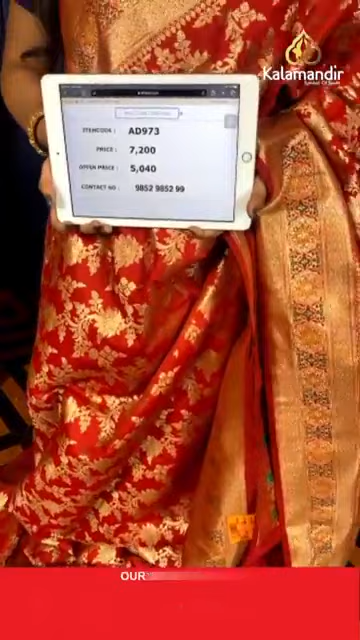 Kalamandir
ITEMCODE : AD973
PRICE : 7,200
OFFER PRICE : 5,040
CONTACT NO : 9852 9852 99
OUR